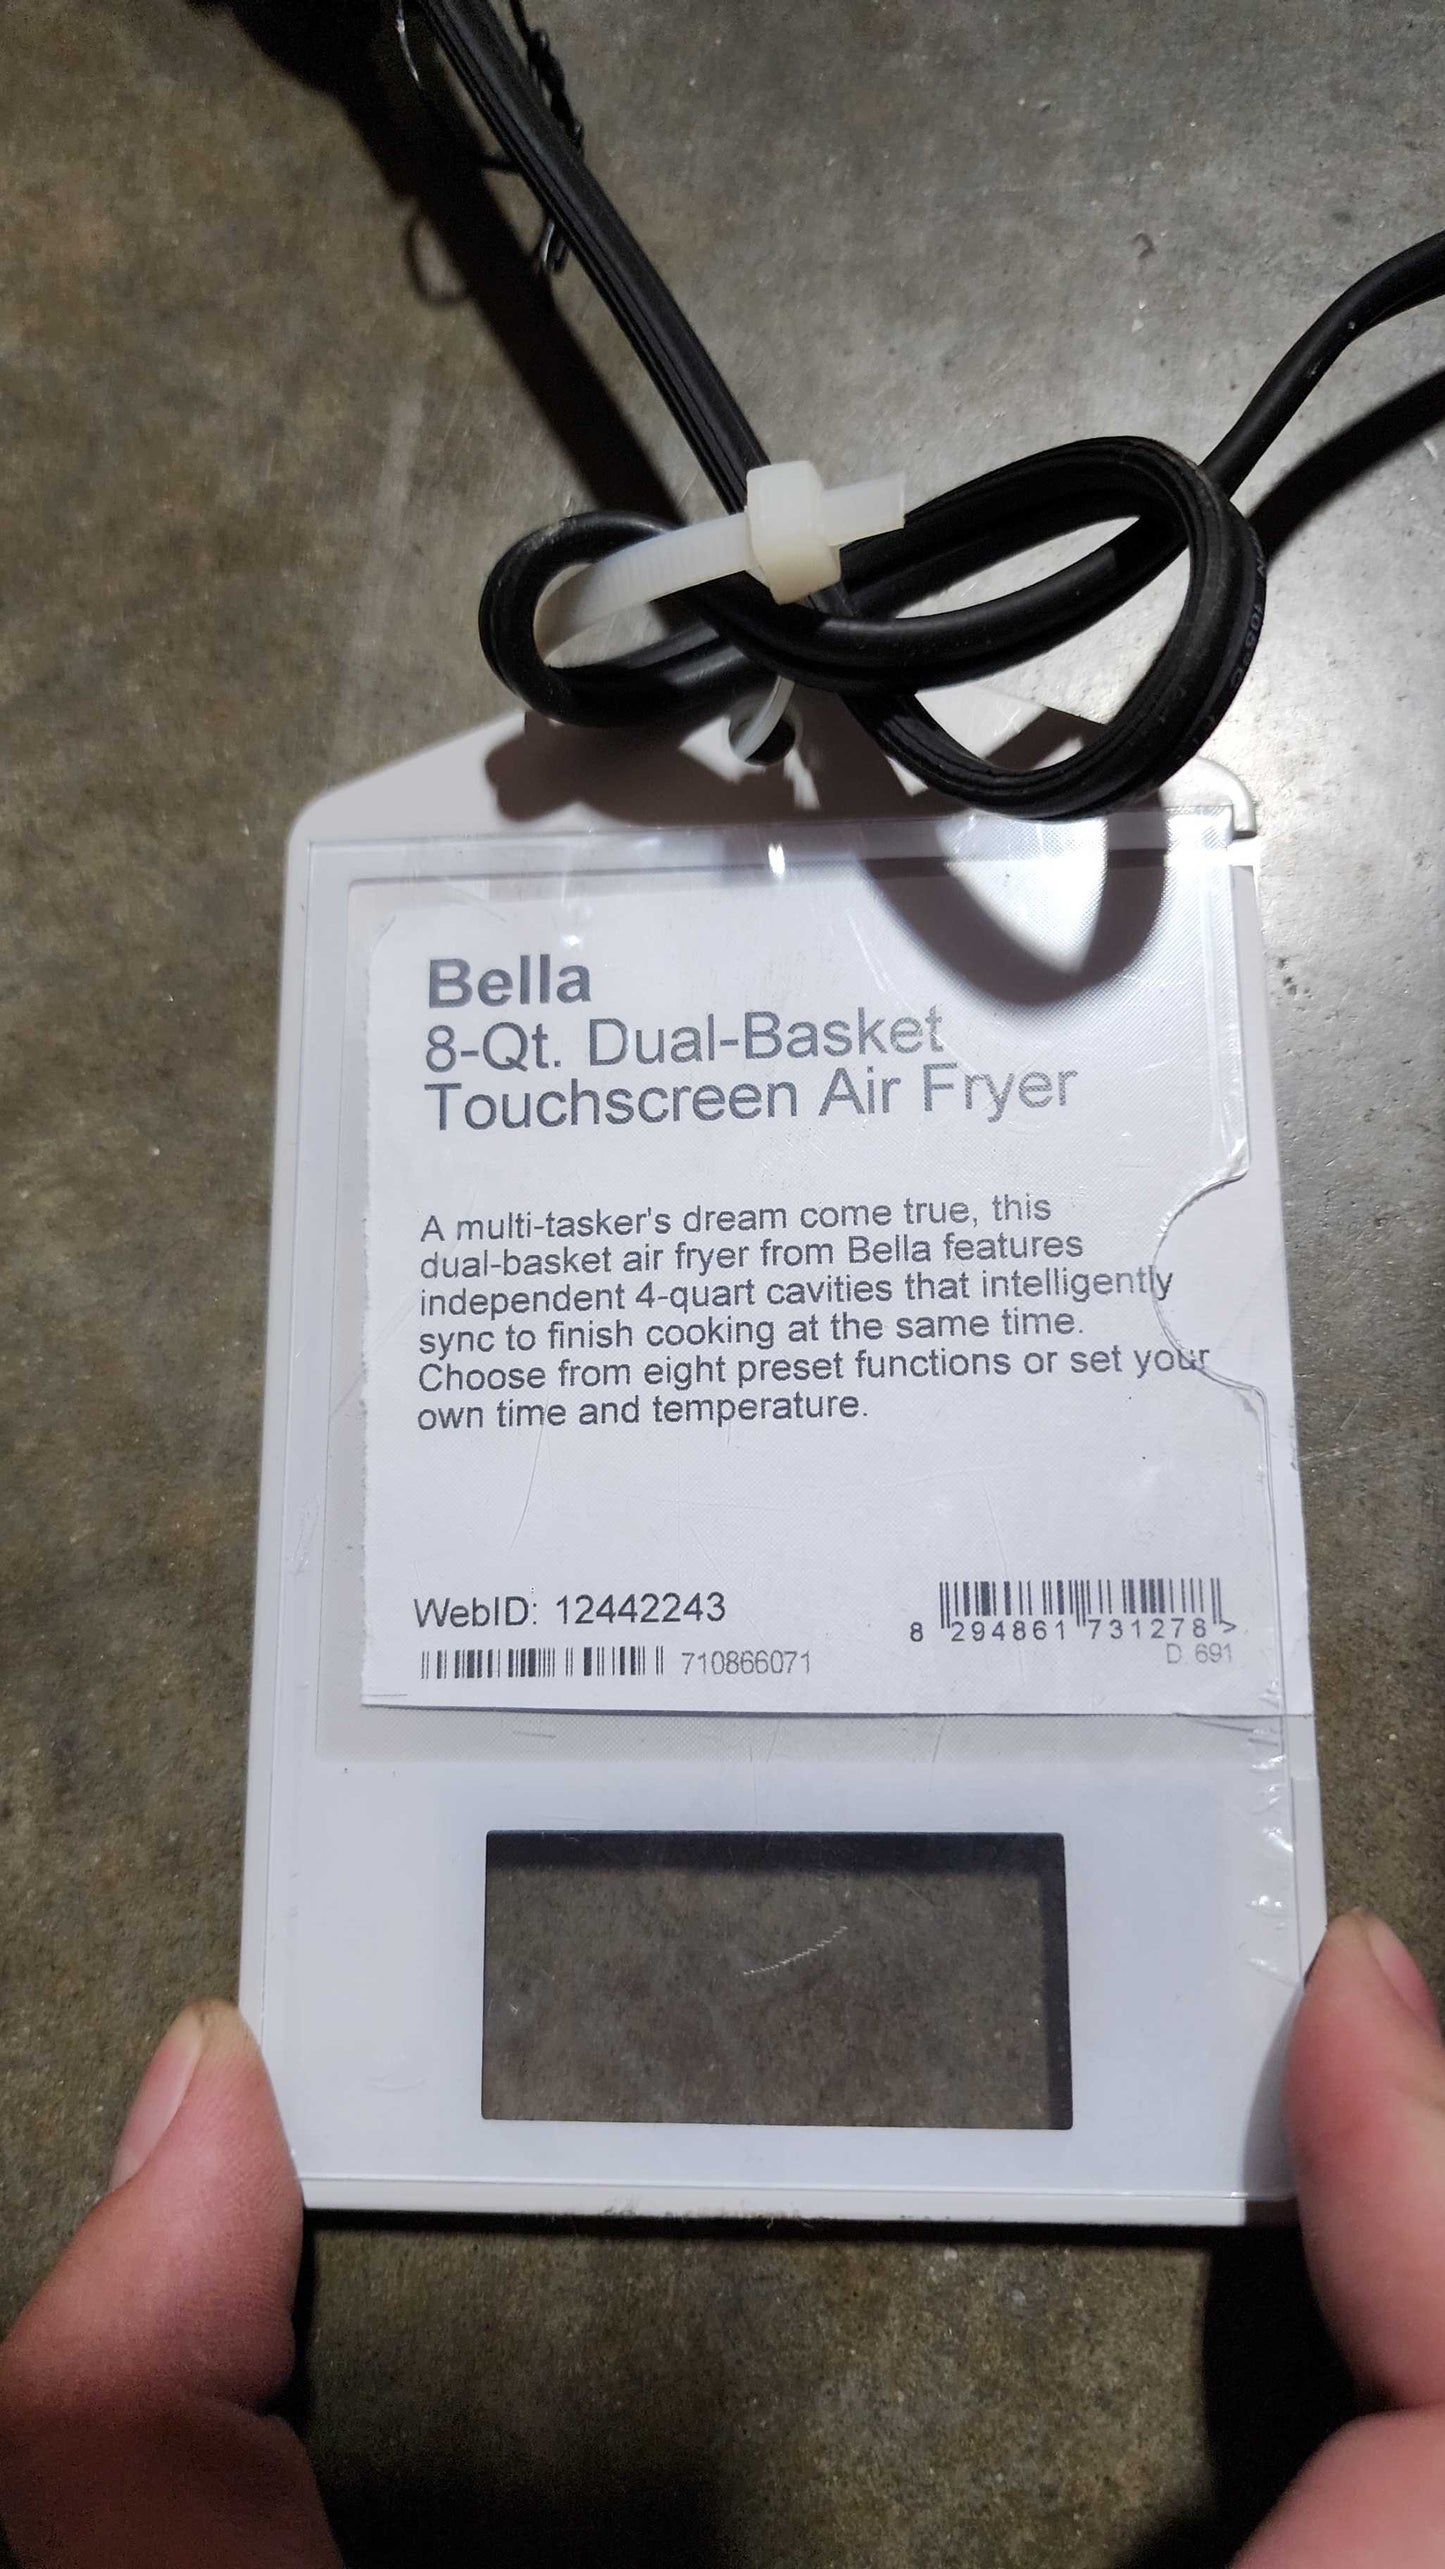 Bella
8-Qt. Dual-Basket
Touchscreen Air Fryer
A multi-tasker's dream come true, this
dual-basket air fryer from Bella features
independent 4-quart cavities that intelligently
sync to finish cooking at the same time.
Choose from eight preset functions or set your
own time and temperature.
WebID: 12442243
8 294861 731278 >
710866071
D. 691
105°C